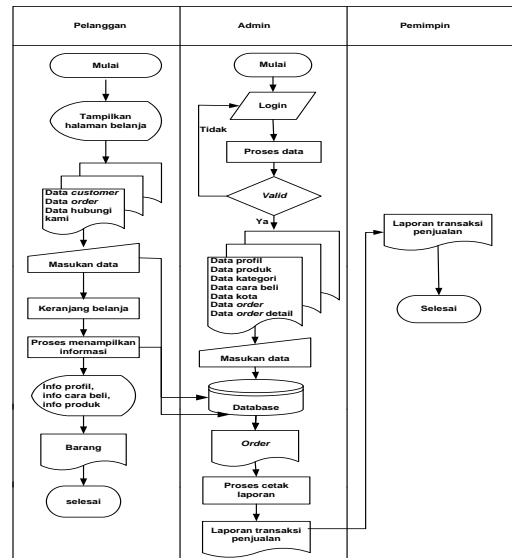 Pelanggan
Admin
Pemimpin
Mulai
Tampilkan
halaman belanja
Data customer
Data order
Data hubungi
kami
Masukan data
Keranjang belanja
Proses menampilkan
informasi
Info profil,
info cara beli,
info produk
Barang
selesai
Mulai
Login
Tidak
Proses data
Valid
Ya
Data profil
Data produk
Data kategori
Data cara beli
Data kota
Data order
Data order detail
Masukan data
Database
Order
Proses cetak
laporan
Laporan transaksi
penjualan
Laporan transaksi
penjualan
Selesai